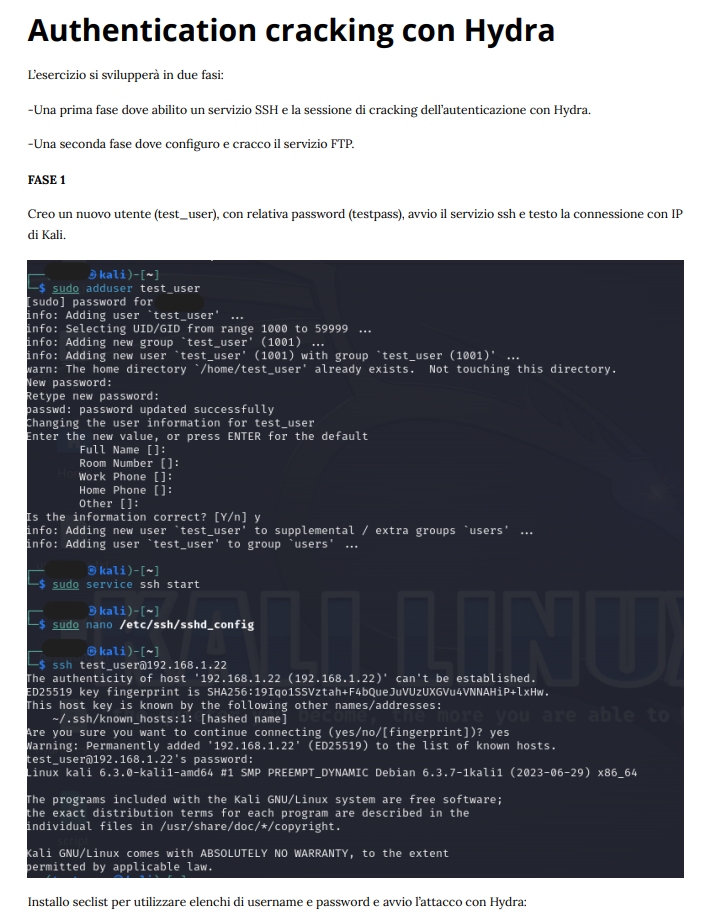 Authentication cracking con Hydra
L'esercizio si svilupperà in due fasi:
-Una prima fase dove abilito un servizio SSH e la sessione di cracking dell'autenticazione con Hydra.
-Una seconda fase dove configuro e cracco il servizio FTP.
FASE 1
Creo un nuovo utente (test_user), con relativa password (testpass), avvio il servizio ssh e testo la connessione con IP
di Kali.
kali)-[~]
$ sudo adduser test_user
[sudo] password for
info: Adding user `test_user' ...
info: Selecting UID/GID from range 1000 to 59999 ...
info: Adding new group `test_user' (1001) ...
info: Adding new user `test_user' (1001) with group `test_user (1001)' ...
warn: The home directory `/home/test_user' already exists.  Not touching this directory.
New password:
Retype new password:
passwd: password updated successfully
Changing the user information for test_user
Enter the new value, or press ENTER for the default
Full Name []:
Room Number []:
Work Phone []:
Home Phone []:
Other []:
Is the information correct? [Y/n] y
info: Adding new user `test_user' to supplemental / extra groups `users' ...
info: Adding user `test_user' to group `users' ...
kali)-[~]
$ sudo service ssh start
kali)-[~]
$ sudo nano /etc/ssh/sshd_config
kali)-[~]
$ ssh test_user@192.168.1.22
The authenticity of host '192.168.1.22 (192.168.1.22)' can't be established.
ED25519 key fingerprint is SHA256:19Iqo1SSVztah+F4bQueJuVUzUXGVu4VNNAHiP+lxHw.
This host key is known by the following other names/addresses:
~/.ssh/known_hosts:1: [hashed name]
Are you sure you want to continue connecting (yes/no/[fingerprint])? yes
Warning: Permanently added '192.168.1.22' (ED25519) to the list of known hosts.
test_user@192.168.1.22's password:
Linux kali 6.3.0-kali1-amd64 #1 SMP PREEMPT_DYNAMIC Debian 6.3.7-1kali1 (2023-06-29) x86_64
The programs included with the Kali GNU/Linux system are free software;
the exact distribution terms for each program are described in the
individual files in /usr/share/doc/*/copyright.
Kali GNU/Linux comes with ABSOLUTELY NO WARRANTY, to the extent
permitted by applicable law.
Installo seclist per utilizzare elenchi di username e password e avvio l'attacco con Hydra: